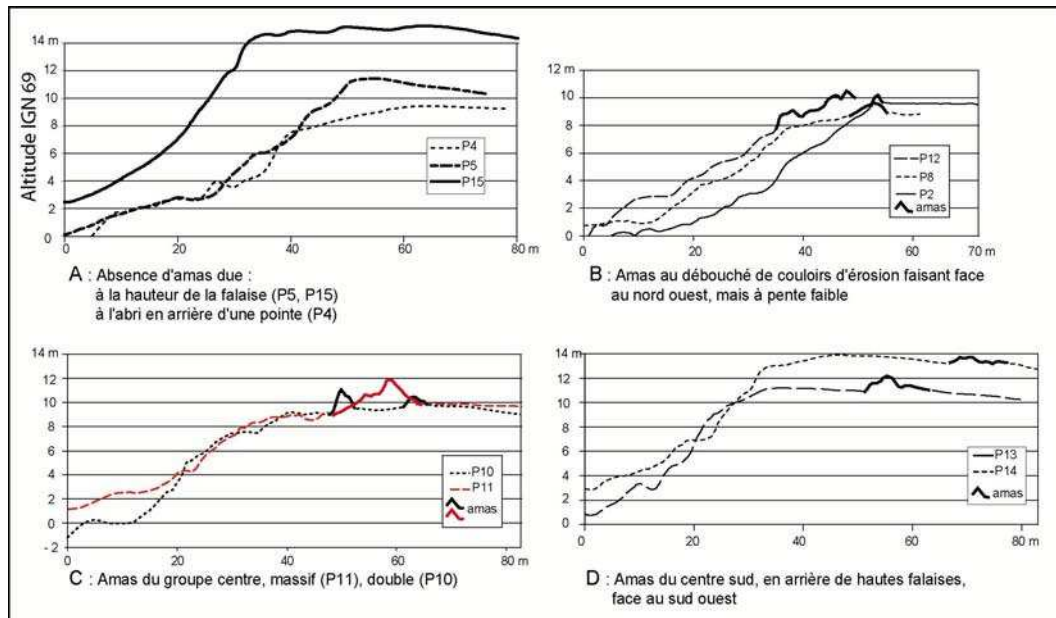 Altitude IGN 69
14 m
12
10
8
6
4
2
0
0
20
40
60
80 m
P4
P5
P15
A : Absence d'amas due :
à la hauteur de la falaise (P5, P15)
à l'abri en arrière d'une pointe (P4)
12 m
10
8
6
4
2
0
0
20
40
60
70 m
P12
P8
P2
amas
B : Amas au débouché de couloirs d'érosion faisant face
au nord ouest, mais à pente faible
14 m
12
10
8
6
4
2
0
- 2
0
20
40
60
80 m
P10
P11
amas
C : Amas du groupe centre, massif (P11), double (P10)
14 m
12
10
8
6
4
2
0
0
20
40
60
80 m
P13
P14
amas
D : Amas du centre sud, en arrière de hautes falaises,
face au sud ouest